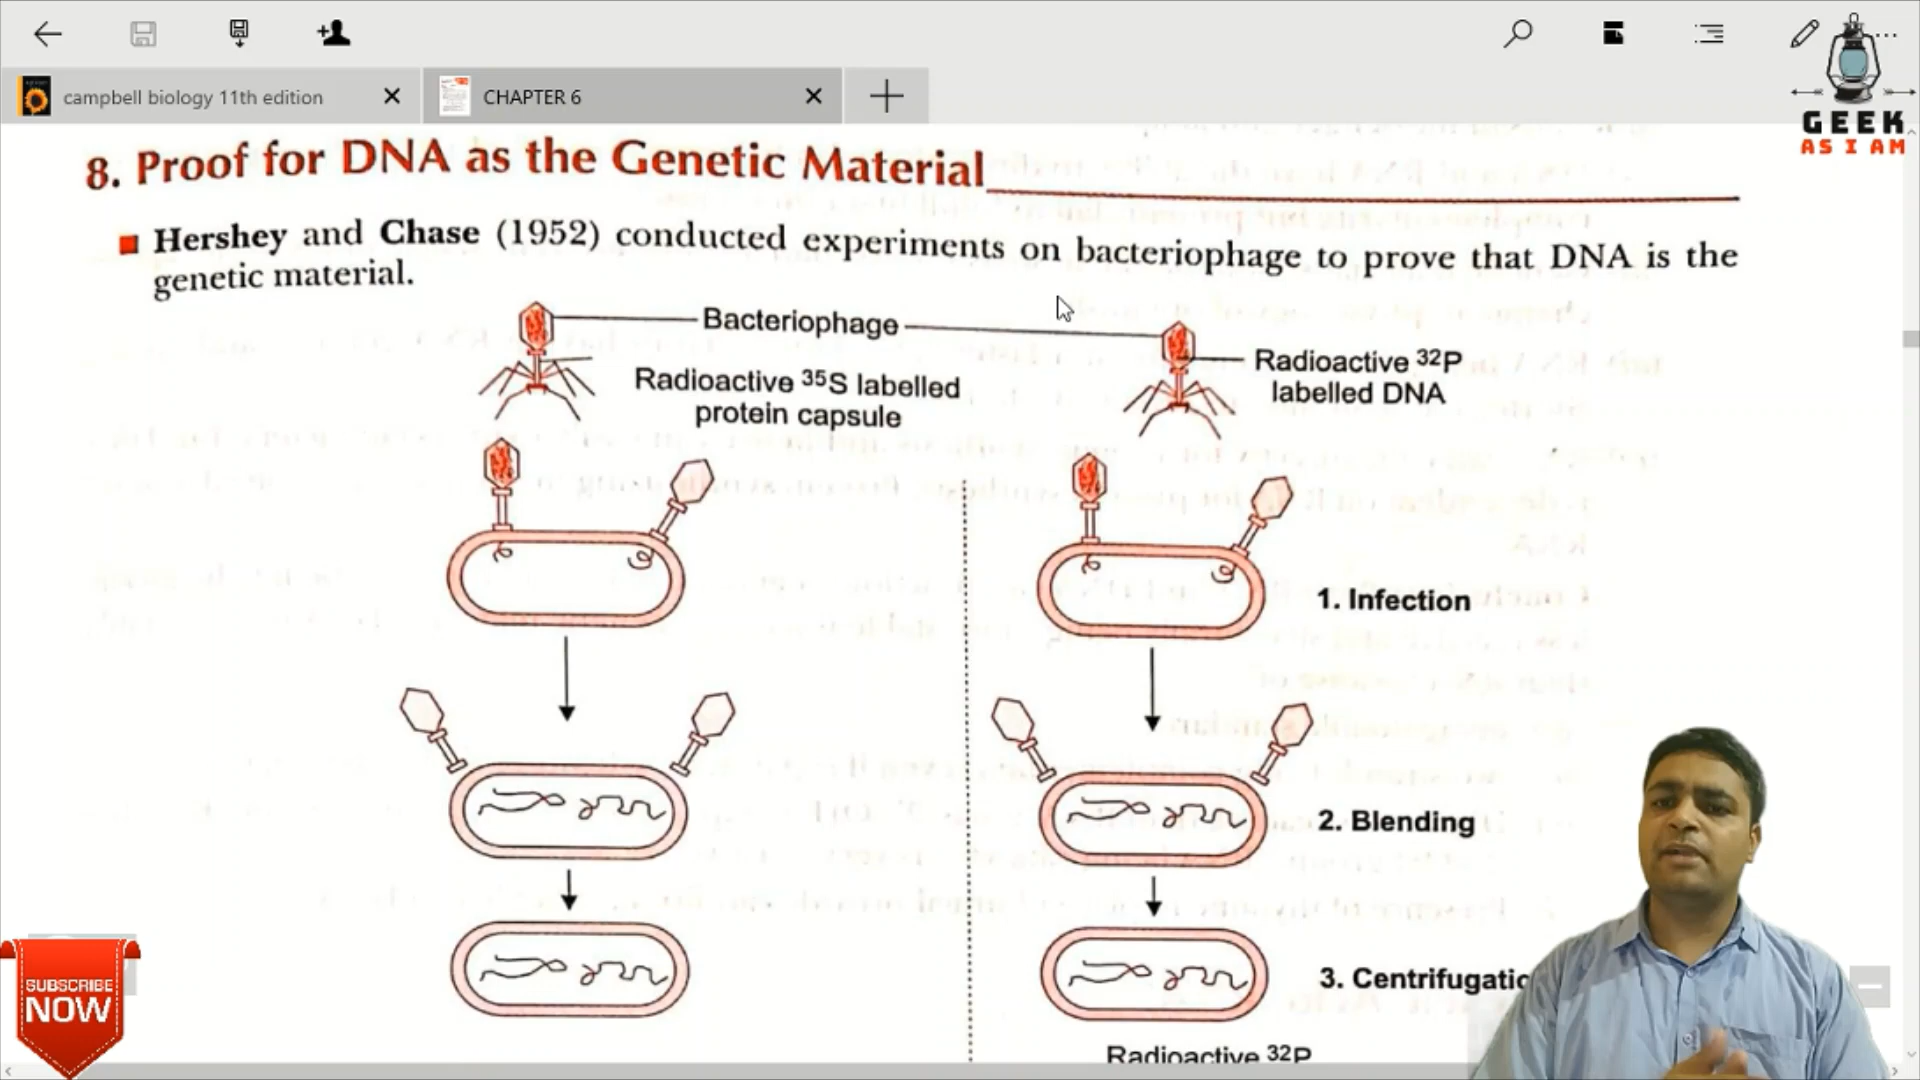 campbell biology 11th edition
CHAPTER 6
GEEK
AS I AM
8. Proof for DNA as the Genetic Material
Hershey and Chase (1952) conducted experiments on bacteriophage to prove that DNA is the
genetic material.
Bacteriophage
Radioactive 35S labelled
protein capsule
Radioactive 32P
labelled DNA
1. Infection
2. Blending
3. Centrifugatio
Radioactive 32P
SUBSCRIBE
NOW